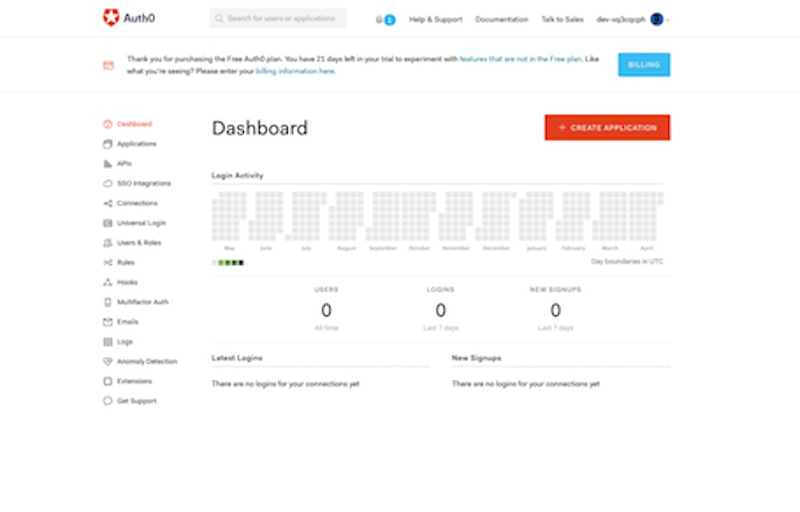 Auth0
Search for users or applications
Help & Support
Documentation
Talk to Sales
Thank you for purchasing the Free Auth0 plan. You have 21 days left in your trial to experiment with features that are not in the Free plan. Like
what you're seeing? Please enter your billing information here.
BILLING
Dashboard
Applications
APIs
SSO Integrations
Connections
Universal Login
Users & Roles
Rules
Hooks
Multifactor Auth
Emails
Logs
Anomaly Detection
Extensions
Get Support
Dashboard
+ CREATE APPLICATION
Login Activity
May June July August September October November December January February March April
Day boundaries in UTC
USERS
0
All time
LOGINS
0
Last 7 days
NEW SIGNUPS
0
Last 7 days
Latest Logins
There are no logins for your connections yet
New Signups
There are no logins for your connections yet